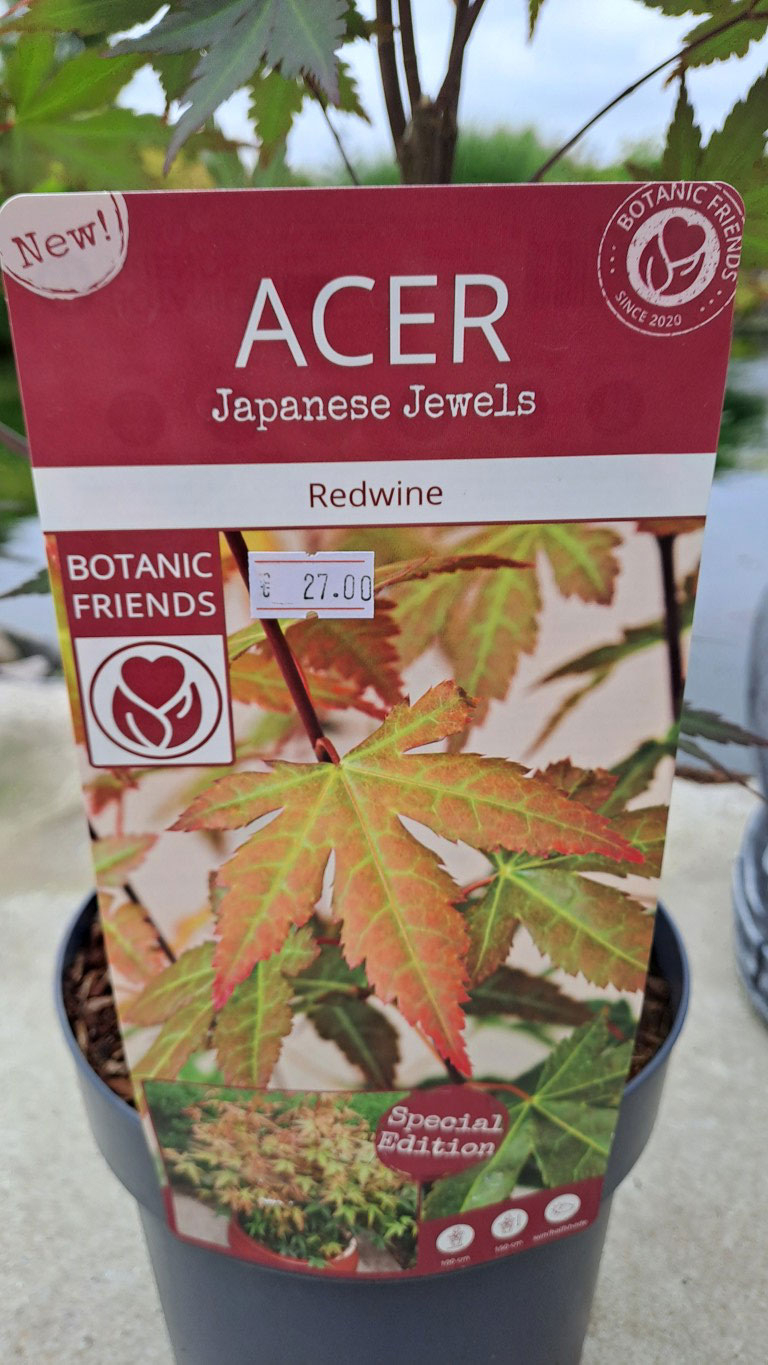 New!
BOTANIC FRIENDS
SINCE 2020
ACER
Japanese Jewels
Redwine
BOTANIC
FRIENDS
€ 27.00
Special
Edition